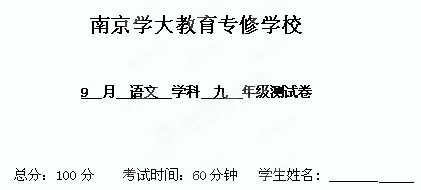 南京学大教育专修学校
9 月 语文 学科 九 年级测试卷
总分：100 分 考试时间：60 分钟 学生姓名：